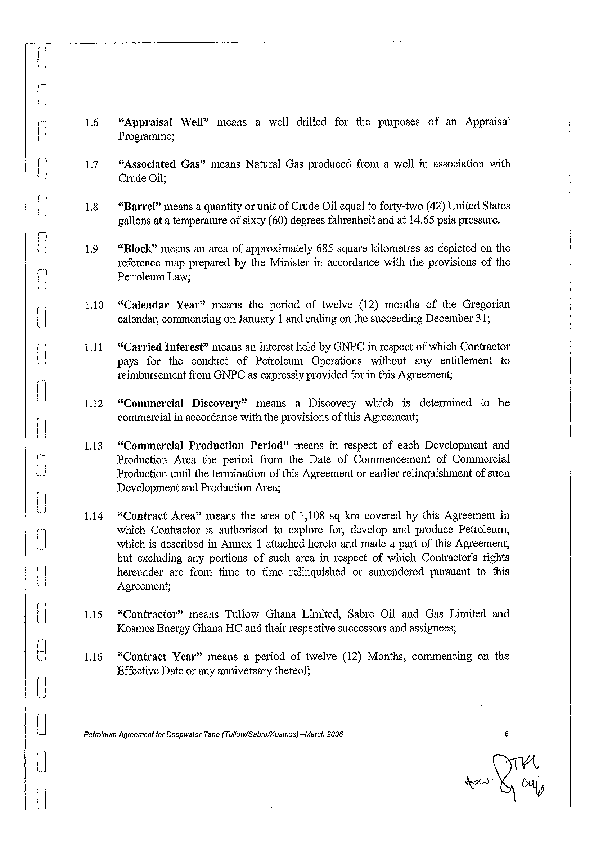 1.6 "Appraisal Well" means a well drilled for the purposes of an Appraisal
Programme;
1.7 "Associated Gas" means Natural Gas produced from a well in association with
Crude Oil;
1.8 "Barrel" means a quantity or unit of Crude Oil equal to forty-two (42) United States
gallons at a temperature of sixty (60) degrees fahrenheit and at 14.65 psia pressure.
1.9 "Block" means an area of approximately 685 square kilometres as depicted on the
reference map prepared by the Minister in accordance with the provisions of the
Petroleum Law;
1.10 "Calendar Year" means the period of twelve (12) months of the Gregorian
calendar, commencing on January 1 and ending on the succeeding December 31;
1.11 "Carried Interest" means an interest held by GNPC in respect of which Contractor
pays for the conduct of Petroleum Operations without any entitlement to
reimbursement from GNPC as expressly provided for in this Agreement;
1.12 "Commercial Discovery" means a Discovery which is determined to be
commercial in accordance with the provisions of this Agreement;
1.13 "Commercial Production Period" means in respect of each Development and
Production Area the period from the Date of Commencement of Commercial
Production until the termination of this Agreement or earlier relinquishment of such
Development and Production Area;
1.14 "Contract Area" means the area of 1,108 sq km covered by this Agreement in
which Contractor is authorised to explore for, develop and produce Petroleum,
which is described in Annex 1 attached hereto and made a part of this Agreement,
but excluding any portions of such area in respect of which Contractor's rights
hereunder are from time to time relinquished or surrendered pursuant to this
Agreement;
1.15 "Contractor" means Tullow Ghana Limited, Sabre Oil and Gas Limited and
Kosmos Energy Ghana HC and their respective successors and assignees;
1.16 "Contract Year" means a period of twelve (12) Months, commencing on the
Effective Date or any anniversary thereof;
Petroleum Agreement for Deepwater Tano (Tullow/Sabre/Kosmos)—March 2006 6